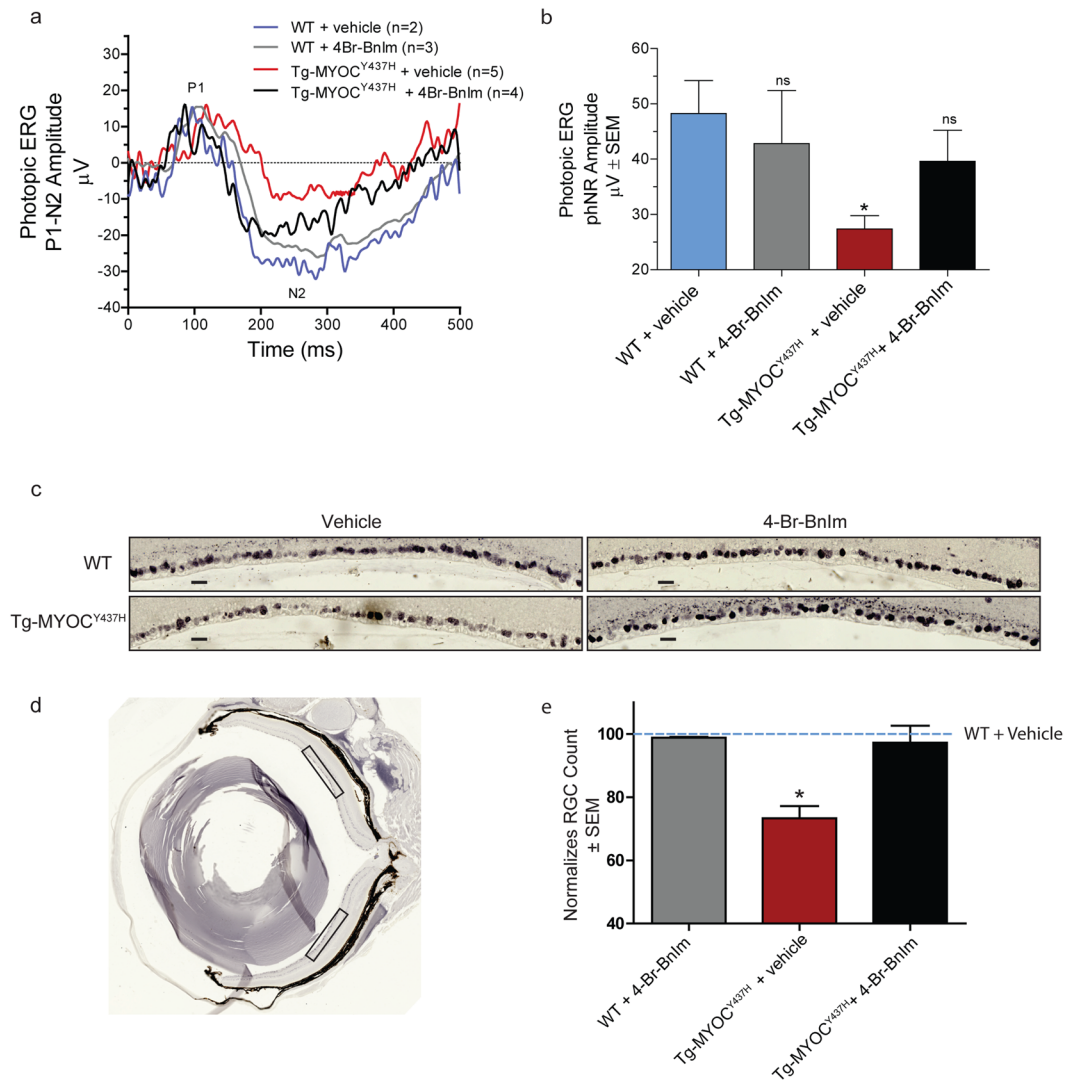 a
WT + vehicle (n=2)
WT + 4Br-BnIm (n=3)
Tg-MYOCY437H + vehicle (n=5)
Tg-MYOCY437H + 4Br-BnIm (n=4)
Photopic ERG
P1-N2 Amplitude
μV
30
20
10
0
-10
-20
-30
-40
P1
N2
0 100 200 300 400 500
Time (ms)
b
Photopic ERG
phNR Amplitude
μV ± SEM
60
50
40
30
20
ns
*
ns
WT + vehicle
WT + 4-Br-BnIm
Tg-MYOCY437H + vehicle
Tg-MYOCY437H+ 4-Br-BnIm
c
Vehicle 4-Br-BnIm
WT
Tg-MYOCY437H
d
e
Normalizes RGC Count
± SEM
100
80
60
40
WT + Vehicle
*
WT + 4-Br-BnIm
Tg-MYOCY437H + vehicle
Tg-MYOCY437H+ 4-Br-BnIm